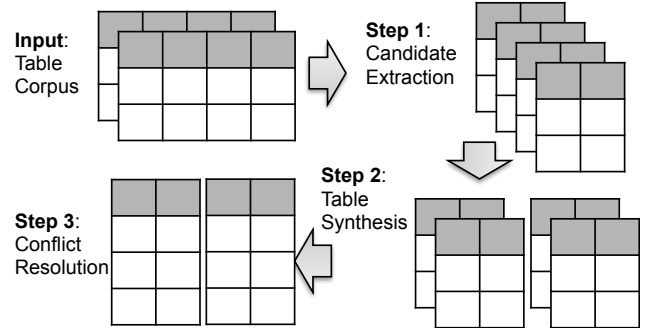 Input:
Table
Corpus
Step 1:
Candidate
Extraction
Step 2:
Table
Synthesis
Step 3:
Conflict
Resolution